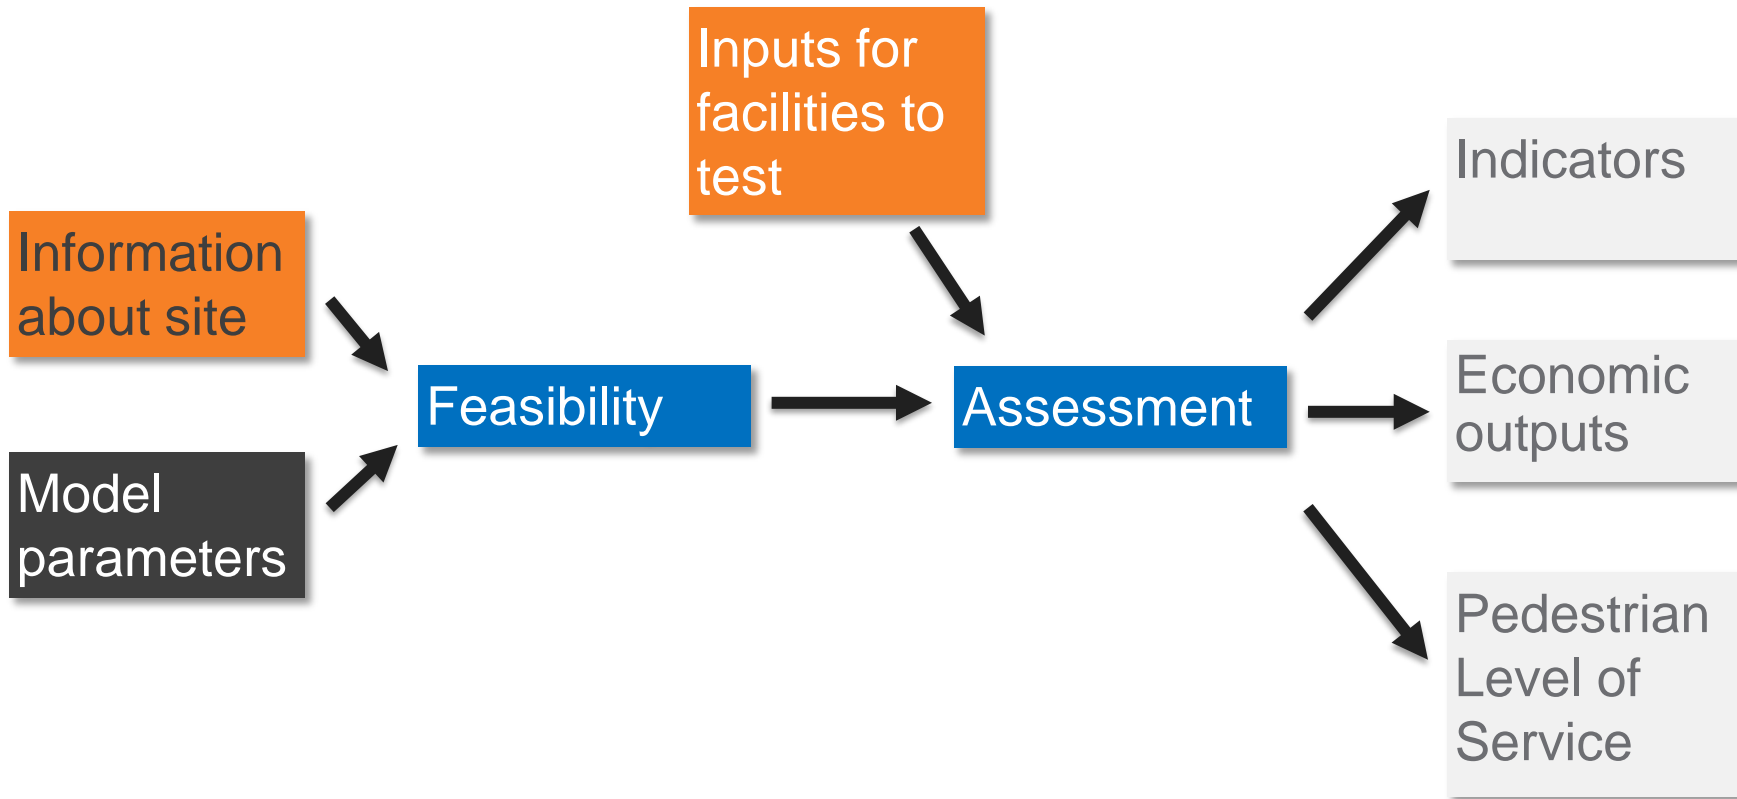 Inputs for
facilities to
test
Information
about site
Model
parameters
Feasibility
Assessment
Indicators
Economic
outputs
Pedestrian
Level of
Service